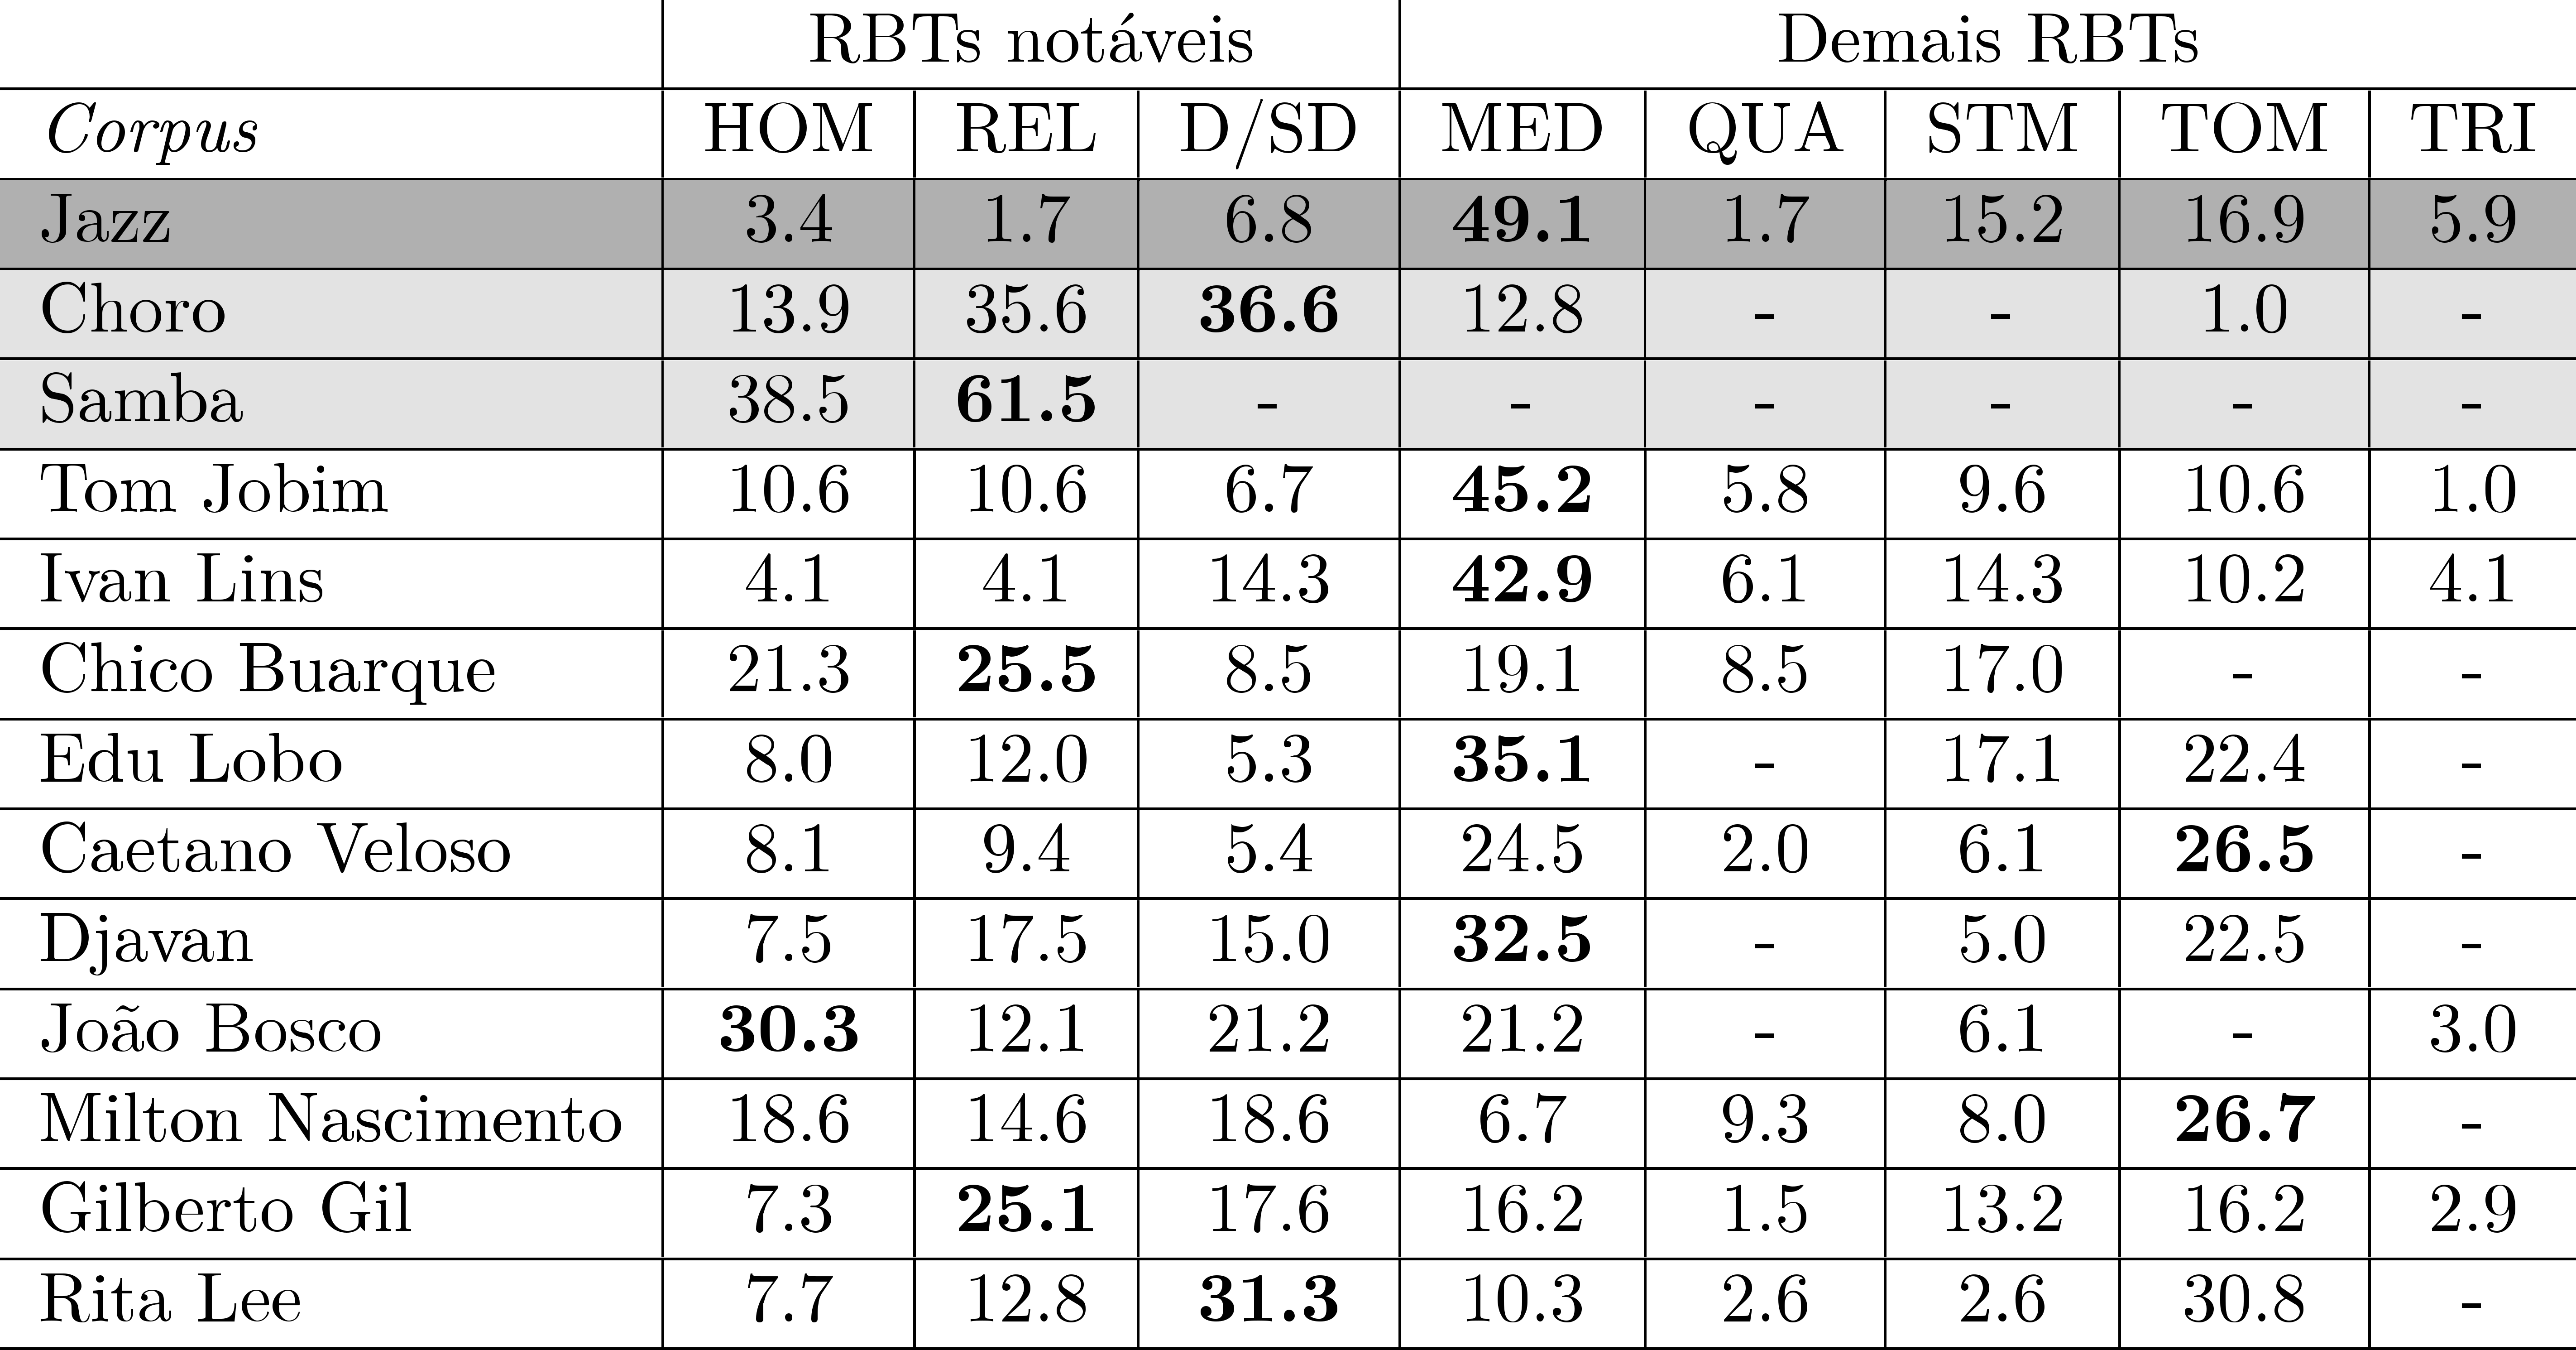 RBTs notáveis Demais RBTs
Corpus HOM REL D/SD MED QUA STM TOM TRI
Jazz 3.4 1.7 6.8 49.1 1.7 15.2 16.9 5.9
Choro 13.9 35.6 36.6 12.8 - - 1.0 -
Samba 38.5 61.5 - - - - - -
Tom Jobim 10.6 10.6 6.7 45.2 5.8 9.6 10.6 1.0
Ivan Lins 4.1 4.1 14.3 42.9 6.1 14.3 10.2 4.1
Chico Buarque 21.3 25.5 8.5 19.1 8.5 17.0 - -
Edu Lobo 8.0 12.0 5.3 35.1 - 17.1 22.4 -
Caetano Veloso 8.1 9.4 5.4 24.5 2.0 6.1 26.5 -
Djavan 7.5 17.5 15.0 32.5 - 5.0 22.5 -
João Bosco 30.3 12.1 21.2 21.2 - 6.1 - 3.0
Milton Nascimento 18.6 14.6 18.6 6.7 9.3 8.0 26.7 -
Gilberto Gil 7.3 25.1 17.6 16.2 1.5 13.2 16.2 2.9
Rita Lee 7.7 12.8 31.3 10.3 2.6 2.6 30.8 -